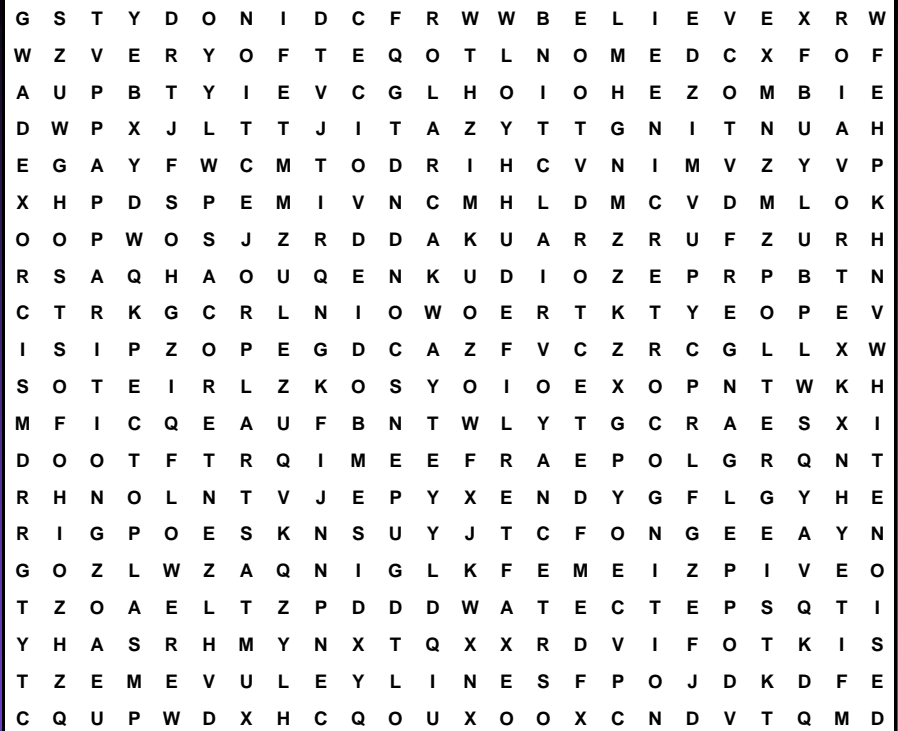 G S T Y D O N I D C F R W W B E L I E V E X R W
W Z V E R Y O F T E Q O T L N O M E D C X F O F
A U P B T Y I E V C G L H O I O H E Z O M B I E
D W P X J L T T J I T A Z Y T T G N I T N U A H
E G A Y F W C M T O D R I H C V N I M V Z Y V P
X H P D S P E M I V N C M H L D M C V D M L O K
O O P W O S J Z R D D A K U A R Z R U F Z U R H
R S A Q H A O U Q E N K U D I O Z E P R P B T N
C T R K G C R L N I O W O E R T K T Y E O P E V
I S I P Z O P E G D C A Z F V C Z R C G L L X W
S O T E I R L Z K O S Y O I O E X O P N T W K H
M F I C Q E A U F B N T W L Y T G C R A E S X I
D O O T F T R Q I M E E F R A E P O L G R Q N T
R H N O L N T V J E P Y X E N D Y G F L G Y H E
R I G P O E S K N S U Y J T C F O N G E E A Y N
G O Z L W Z A Q N I G L K F E M E I Z P I V E O
T Z O A E L T Z P D D D W A T E C T E P S Q T I
Y H A S R H M Y N X T Q X X R D V I F O T K I S
T Z E M E V U L E Y L I N E S F P O J D K D F E
C Q U P W D X H C Q O U X O O X C N D V T Q M D